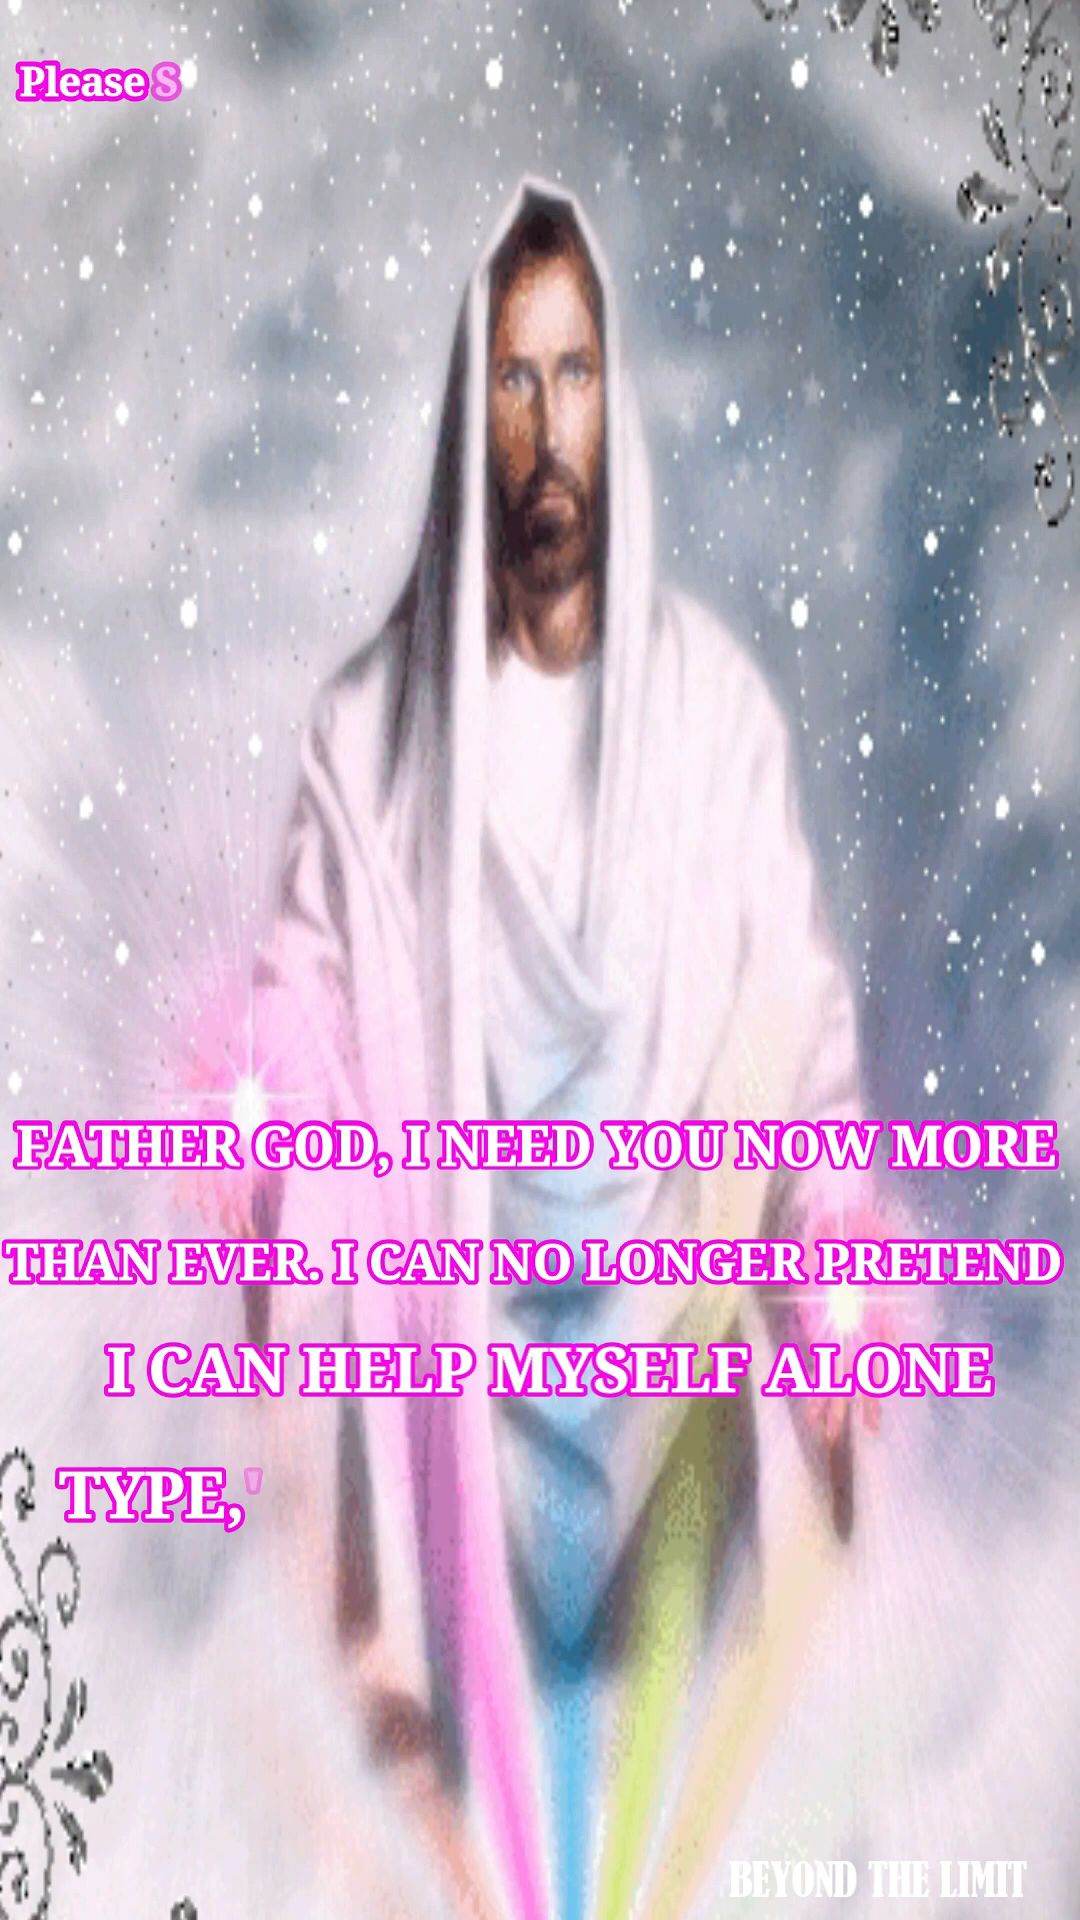 Please S
FATHER GOD, I NEED YOU NOW MORE
THAN EVER. I CAN NO LONGER PRETEND
I CAN HELP MYSELF ALONE
TYPE,'
BEYOND THE LIMIT